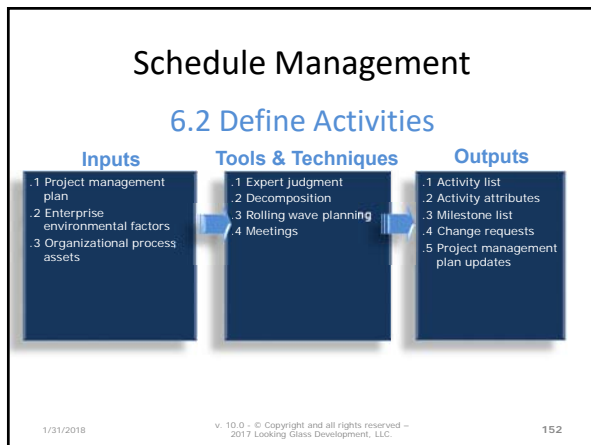 Schedule Management
6.2 Define Activities
Inputs
.1 Project management
plan
.2 Enterprise
environmental factors
.3 Organizational process
assets
Tools & Techniques
.1 Expert judgment
.2 Decomposition
.3 Rolling wave planning
.4 Meetings
Outputs
.1 Activity list
.2 Activity attributes
.3 Milestone list
.4 Change requests
.5 Project management
plan updates
1/31/2018
v. 10.0 - © Copyright and all rights reserved –
2017 Looking Glass Development, LLC.
152